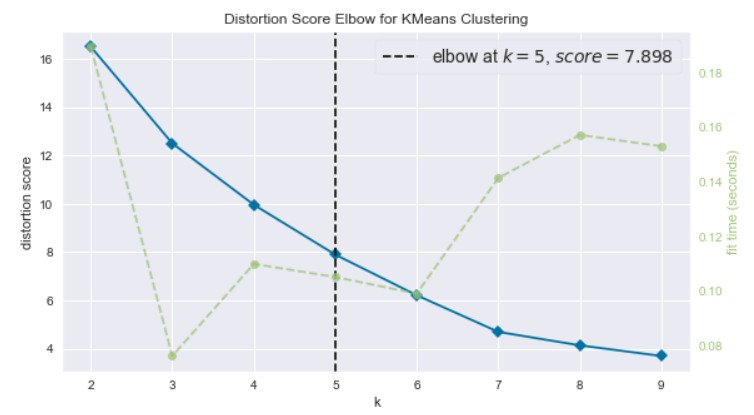 Distortion Score Elbow for KMeans Clustering
elbow at k = 5, score = 7.898
distortion score
16
14
12
10
8
6
4
0.18
0.16
0.14
0.12
0.10
0.08
fit time (seconds)
2 3 4 5 6 7 8 9
k